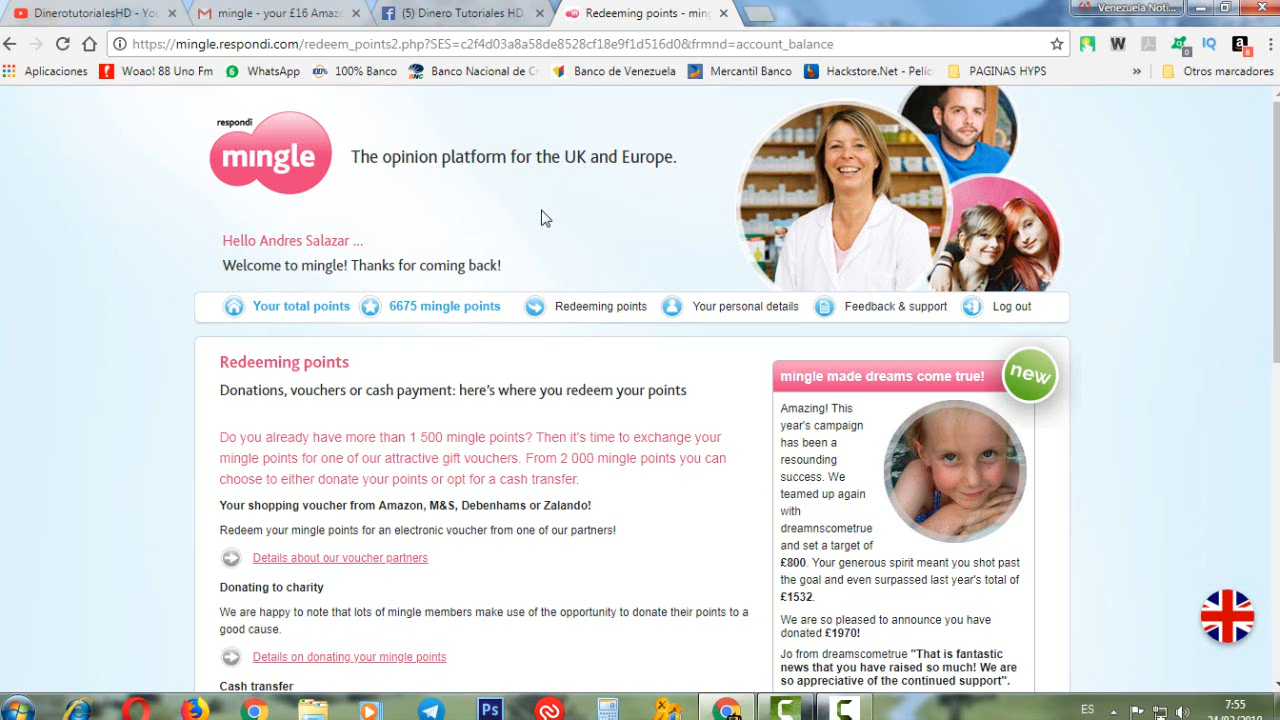 DinerotutorialesHD - You
mingle - your £16 Amazo
(5) Dinero Tutoriales HD
Redeeming points - ming
Venezuela Noti...
https://mingle.respondi.com/redeem_points2.php?SES=c2f4d03a8a58de8528cf18e9f1d516d0&frmnd=account_balance
Aplicaciones
Woao! 88 Uno Fm
WhatsApp
100% Banco
Banco Nacional de Cr
Banco de Venezuela
Mercantil Banco
Hackstore.Net - Pelíc
PAGINAS HYPS
»
Otros marcadores
respondi
mingle
The opinion platform for the UK and Europe.
Hello Andres Salazar ...
Welcome to mingle! Thanks for coming back!
Your total points
6675 mingle points
Redeeming points
Your personal details
Feedback & support
Log out
Redeeming points
Donations, vouchers or cash payment: here's where you redeem your points
Do you already have more than 1 500 mingle points? Then it's time to exchange your
mingle points for one of our attractive gift vouchers. From 2 000 mingle points you can
choose to either donate your points or opt for a cash transfer.
Your shopping voucher from Amazon, M&S, Debenhams or Zalando!
Redeem your mingle points for an electronic voucher from one of our partners!
Details about our voucher partners
Donating to charity
We are happy to note that lots of mingle members make use of the opportunity to donate their points to a
good cause.
Details on donating your mingle points
Cash transfer
mingle made dreams come true!
new
Amazing! This
year's campaign
has been a
resounding
success. We
teamed up again
with
dreamnscometrue
and set a target of
£800. Your generous spirit meant you shot past
the goal and even surpassed last year's total of
£1532.
We are so pleased to announce you have
donated £1970!
Jo from dreamscometrue "That is fantastic
news that you have raised so much! We are
so appreciative of the continued support".
Ps
ES
7:55